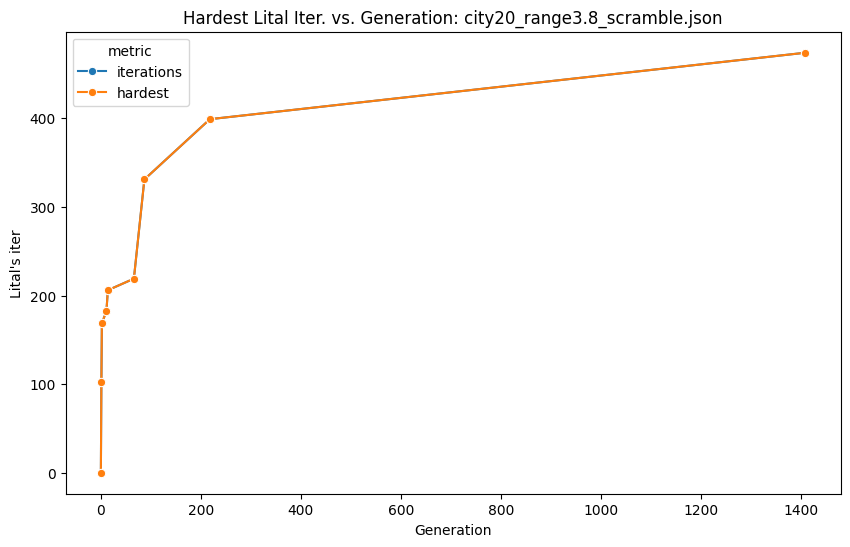 Hardest Lital Iter. vs. Generation: city20_range3.8_scramble.json
metric
iterations
hardest
400
300
200
100
0
Lital's iter
0 200 400 600 800 1000 1200 1400
Generation